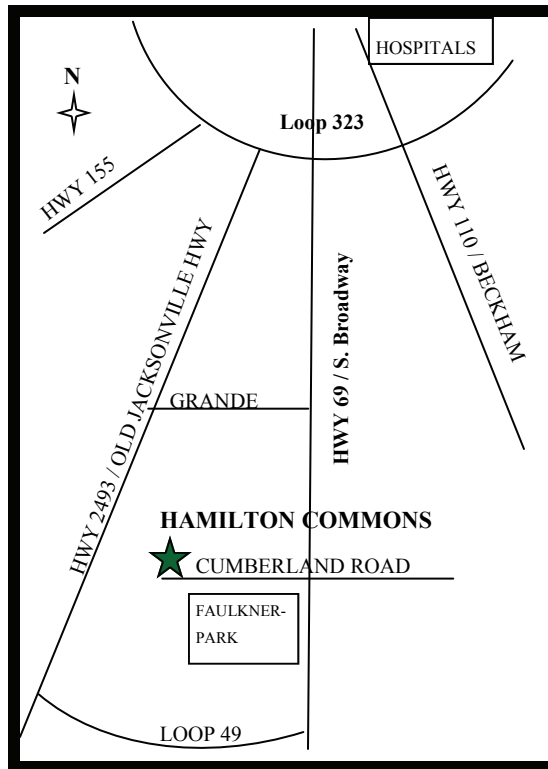 HOSPITALS
N
Loop 323
HWY 155
HWY 110 / BECKHAM
HWY 2493 / OLD JACKSONVILLE HWY
HWY 69 / S. Broadway
GRANDE
HAMILTON COMMONS
CUMBERLAND ROAD
FAULKNER-
PARK
LOOP 49